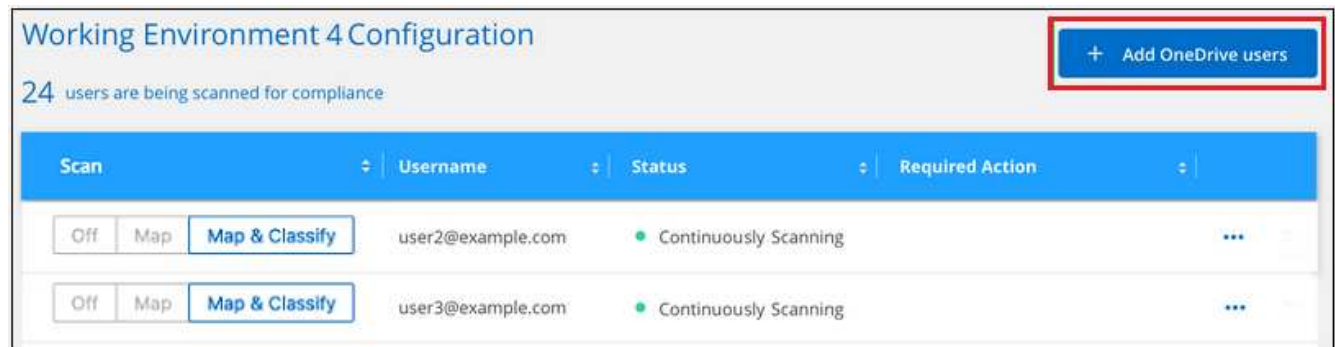 Working Environment 4 Configuration
+ Add OneDrive users
24 users are being scanned for compliance
Scan Username Status Required Action
Off Map Map & Classify user2@example.com Continuously Scanning ...
Off Map Map & Classify user3@example.com Continuously Scanning ...